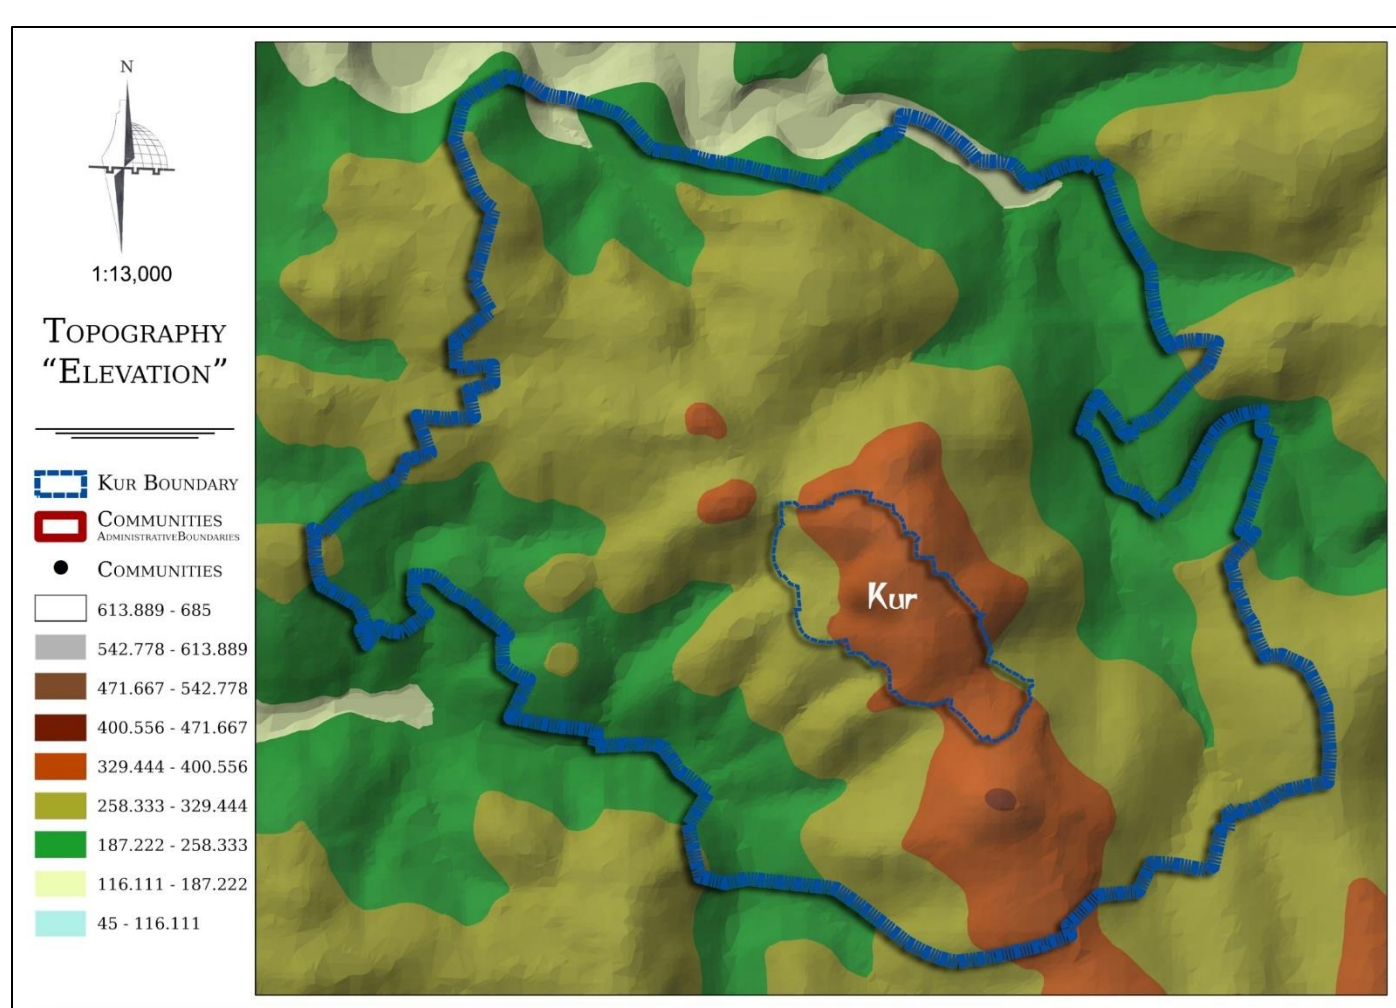 N
1:13,000
TOPOGRAPHY
“ELEVATION”
KUR BOUNDARY
COMMUNITIES
ADMINISTRATIVEBOUNDARIES
COMMUNITIES
613.889 - 685
542.778 - 613.889
471.667 - 542.778
400.556 - 471.667
329.444 - 400.556
258.333 - 329.444
187.222 - 258.333
116.111 - 187.222
45 - 116.111
Kur